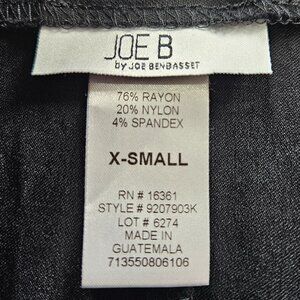 JOE B
by JOE BENBASSET
76% RAYON
20% NYLON
4% SPANDEX
X-SMALL
RN # 16361
STYLE # 9207903K
LOT # 6274
MADE IN
GUATEMALA
713550806106